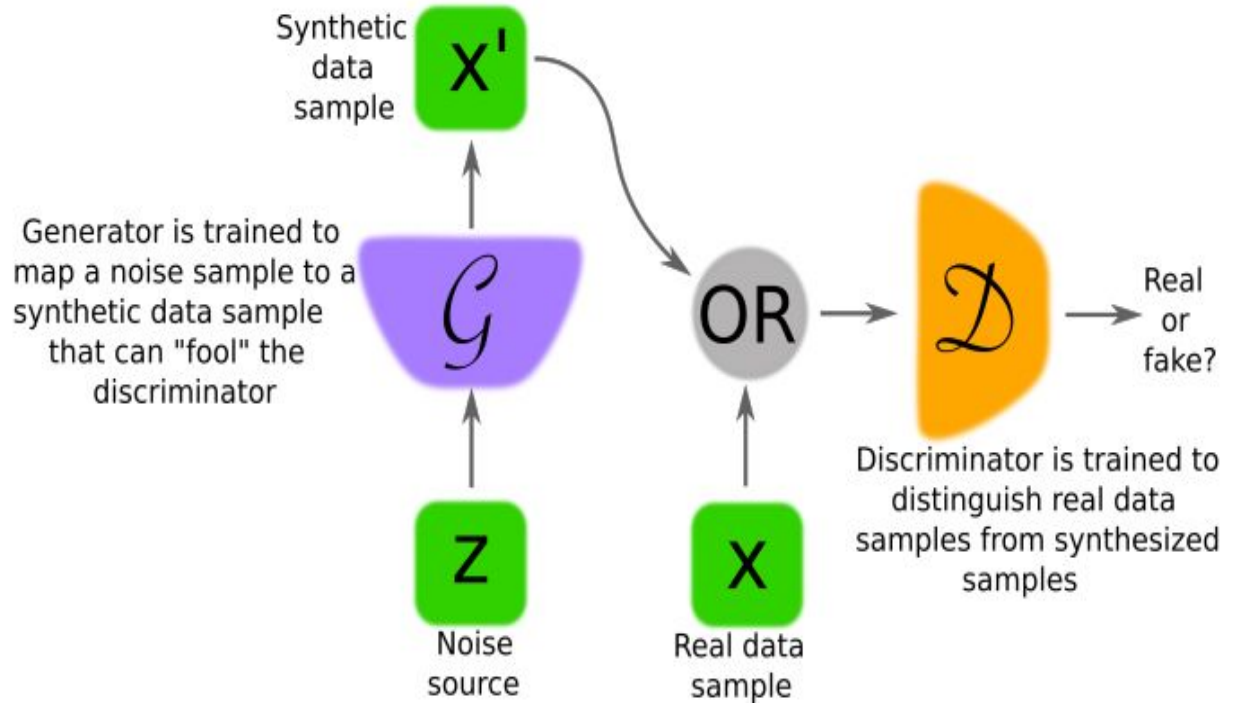 Synthetic
data
sample
X'
Generator is trained to
map a noise sample to a
synthetic data sample
that can "fool" the
discriminator
G
Z
Noise
source
OR
X
Real data
sample
D
Real
or
fake?
Discriminator is trained to
distinguish real data
samples from synthesized
samples